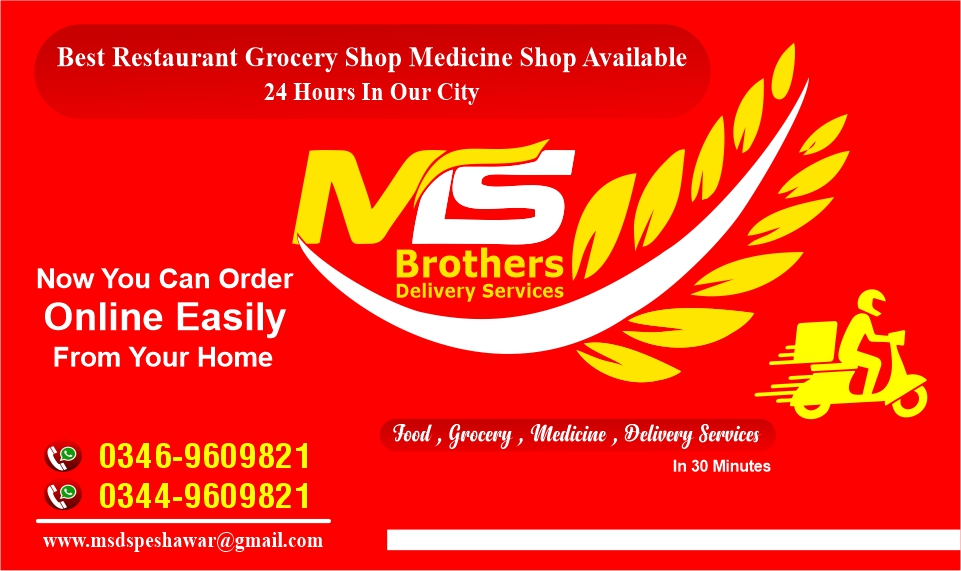 Best Restaurant Grocery Shop Medicine Shop Available
24 Hours In Our City
MS
Brothers
Delivery Services
Now You Can Order
Online Easily
From Your Home
Food , Grocery , Medicine , Delivery Services
In 30 Minutes
0346-9609821
0344-9609821
www.msdspeshawar@gmail.com